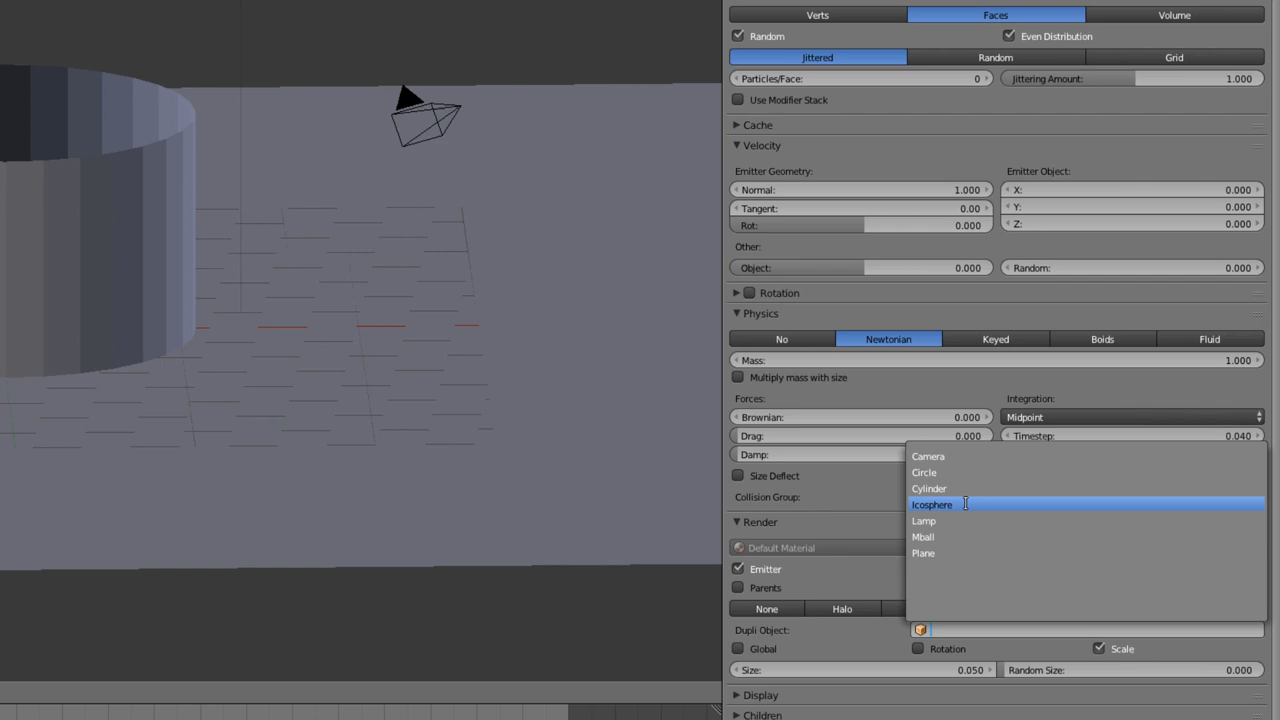 Verts Faces Volume
Random Even Distribution
Jittered Random Grid
Particles/Face: 0 Jittering Amount: 1.000
Use Modifier Stack
Cache
Velocity
Emitter Geometry: Emitter Object:
Normal: 1.000 X: 0.000
Tangent: 0.00 Y: 0.000
Rot: 0.000 Z: 0.000
Other:
Object: 0.000 Random: 0.000
Rotation
Physics
No Newtonian Keyed Boids Fluid
Mass: 1.000
Multiply mass with size
Forces: Integration:
Brownian: 0.000 Midpoint
Drag: 0.000 Timestep: 0.040
Damp:
Camera
Circle
Size Deflect
Cylinder
Collision Group:
Icosphere
Render
Lamp
Mball
Default Material
Plane
Emitter
Parents
None Halo
Dupli Object:
Global Rotation Scale
Size: 0.050 Random Size: 0.000
Display
Children